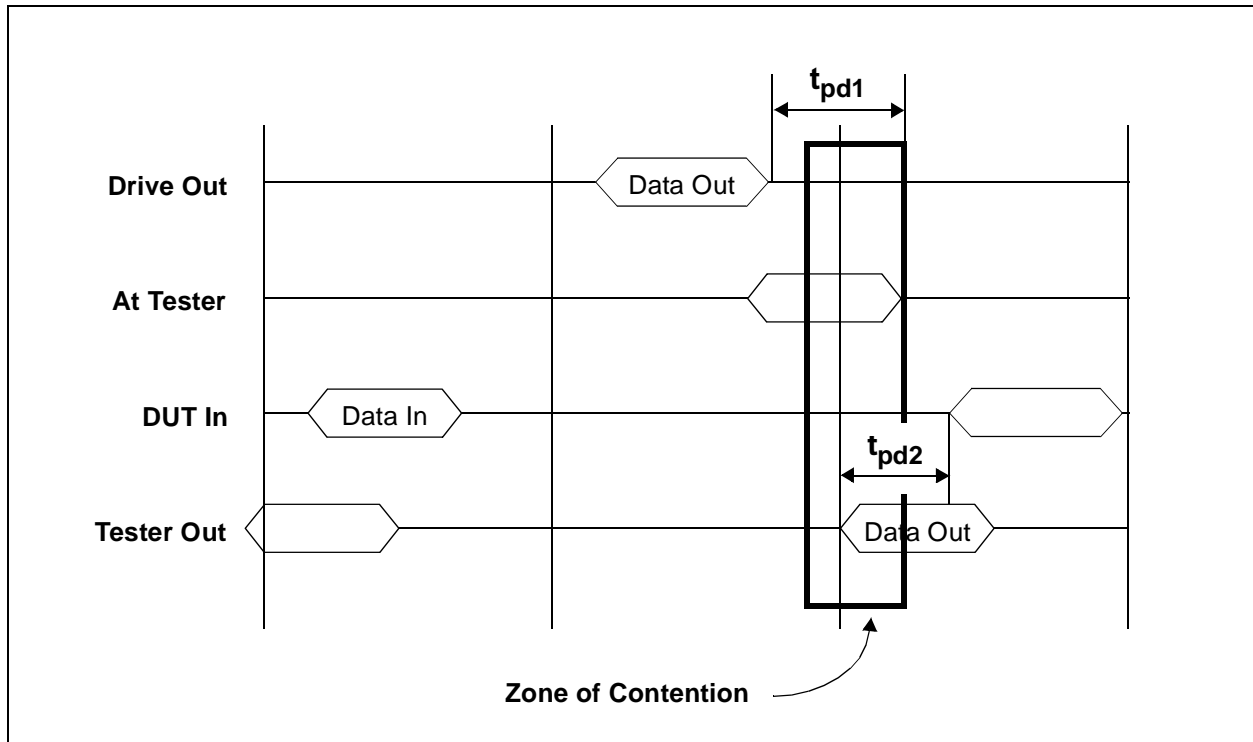 tpd1
Drive Out
Data Out
At Tester
DUT In
Data In
tpd2
Tester Out
Data Out
Zone of Contention